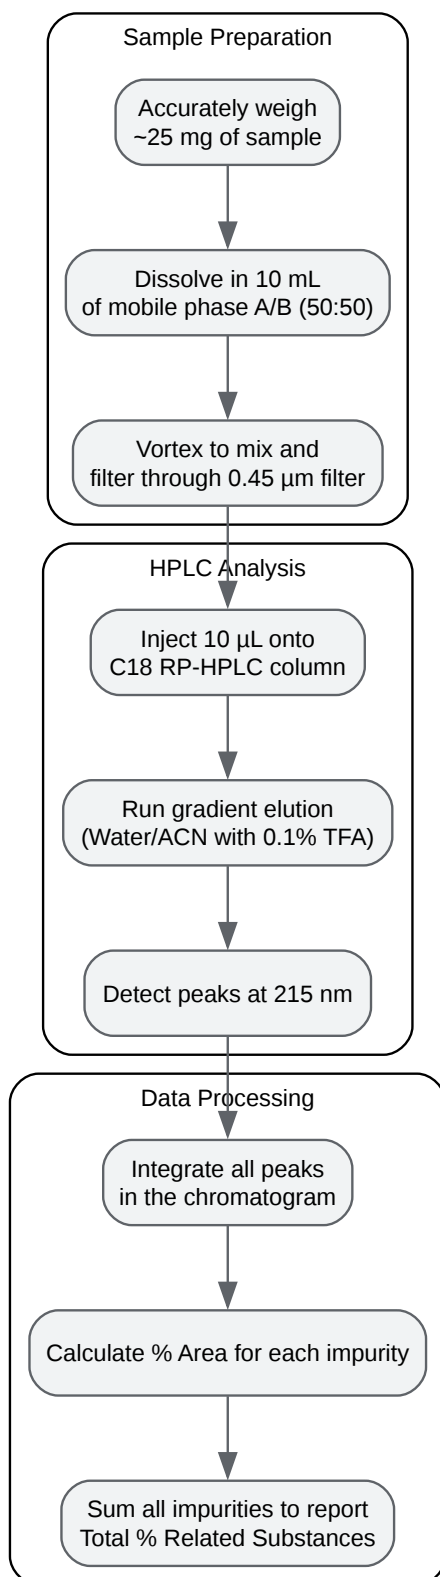 Sample Preparation
Accurately weigh
~25 mg of sample
Dissolve in 10 mL
of mobile phase A/B (50:50)
Vortex to mix and
filter through 0.45 µm filter
HPLC Analysis
Inject 10 µL onto
C18 RP-HPLC column
Run gradient elution
(Water/ACN with 0.1% TFA)
Detect peaks at 215 nm
Data Processing
Integrate all peaks
in the chromatogram
Calculate % Area for each impurity
Sum all impurities to report
Total % Related Substances